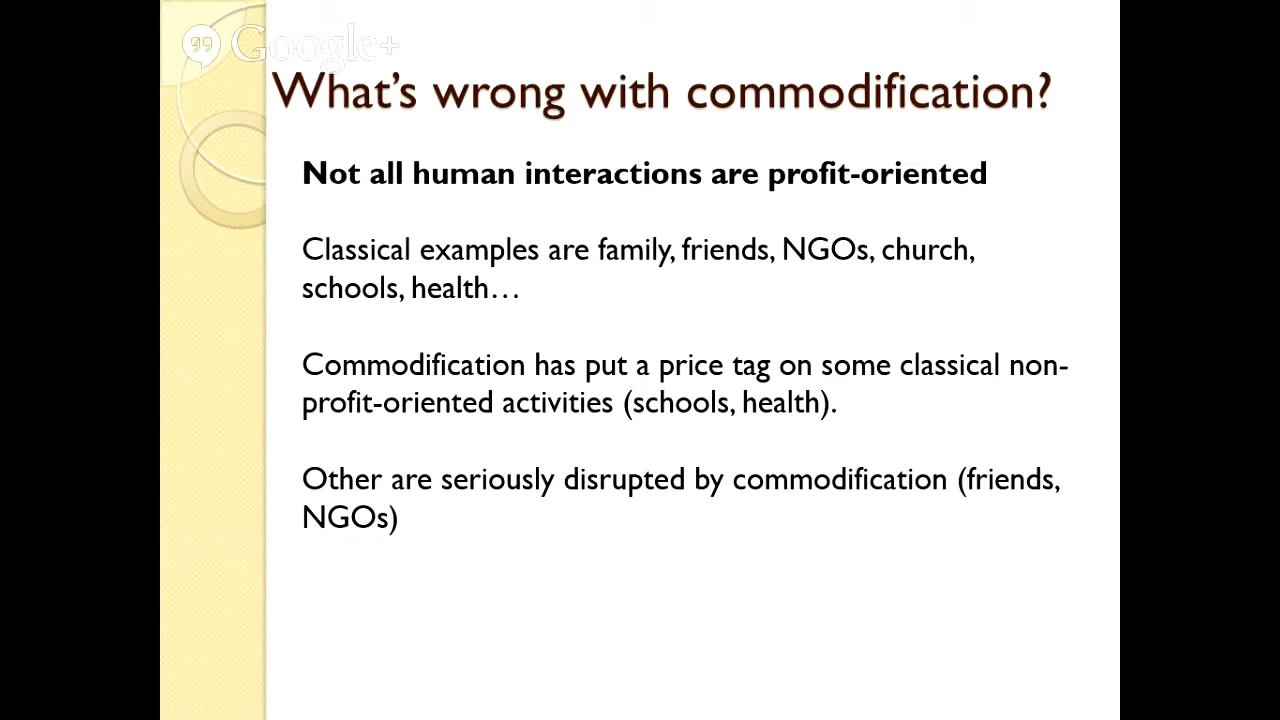 Google+
What's wrong with commodification?
Not all human interactions are profit-oriented
Classical examples are family, friends, NGOs, church,
schools, health…
Commodification has put a price tag on some classical non-
profit-oriented activities (schools, health).
Other are seriously disrupted by commodification (friends,
NGOs)